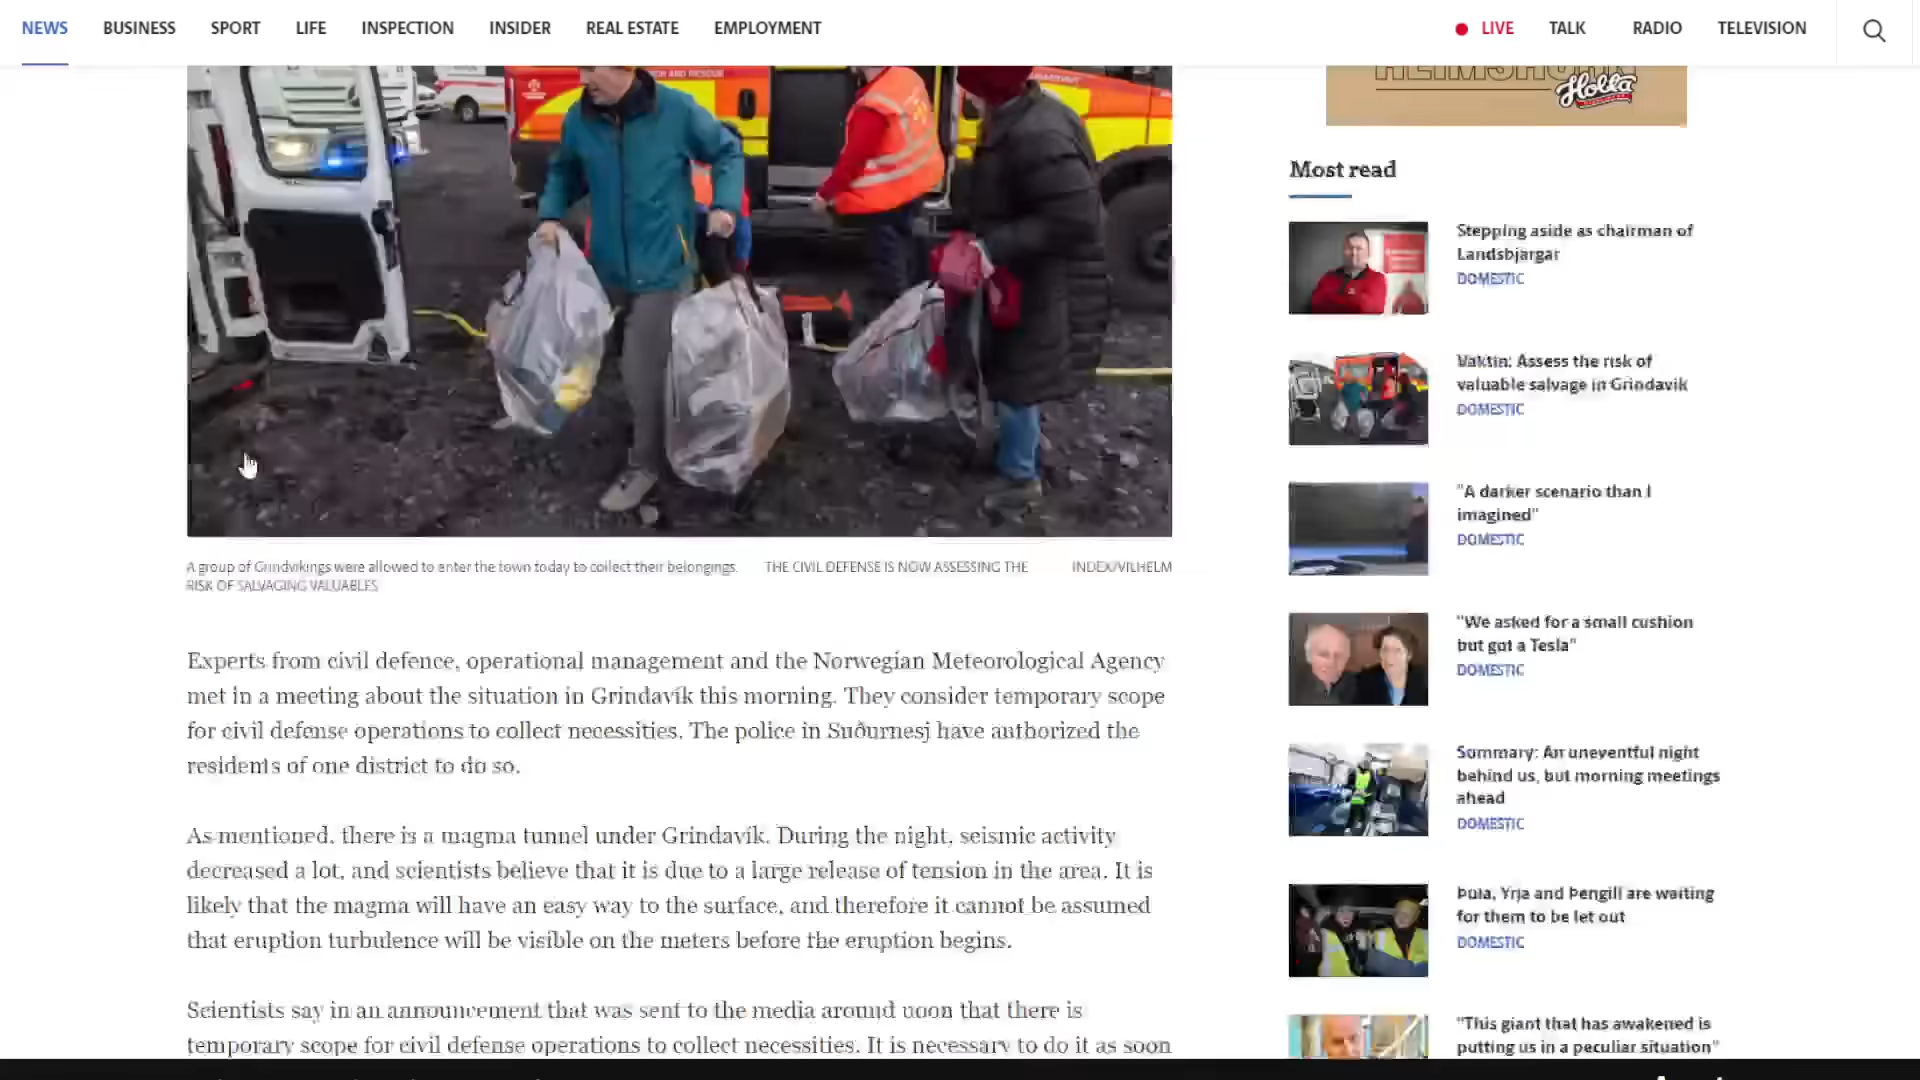 NEWS BUSINESS SPORT LIFE INSPECTION INSIDER REAL ESTATE EMPLOYMENT LIVE TALK RADIO TELEVISION
Holla
A group of Grindvikings were allowed to enter the town today to collect their belongings. THE CIVIL DEFENSE IS NOW ASSESSING THE
RISK OF SALVAGING VALUABLES
INDEX/VILHELM
Experts from civil defence, operational management and the Norwegian Meteorological Agency
met in a meeting about the situation in Grindavík this morning. They consider temporary scope
for civil defense operations to collect necessities. The police in Suðurnesj have authorized the
residents of one district to do so.
As mentioned, there is a magma tunnel under Grindavík. During the night, seismic activity
decreased a lot, and scientists believe that it is due to a large release of tension in the area. It is
likely that the magma will have an easy way to the surface, and therefore it cannot be assumed
that eruption turbulence will be visible on the meters before the eruption begins.
Scientists say in an announcement that was sent to the media around noon that there is
temporary scope for civil defense operations to collect necessities. It is necessary to do it as soon
Most read
Stepping aside as chairman of
Landsbjargar
DOMESTIC
Vaktin: Assess the risk of
valuable salvage in Grindavík
DOMESTIC
"A darker scenario than I
imagined"
DOMESTIC
"We asked for a small cushion
but got a Tesla"
DOMESTIC
Summary: An uneventful night
behind us, but morning meetings
ahead
DOMESTIC
Þula, Yrja and Þengill are waiting
for them to be let out
DOMESTIC
"This giant that has awakened is
putting us in a peculiar situation"